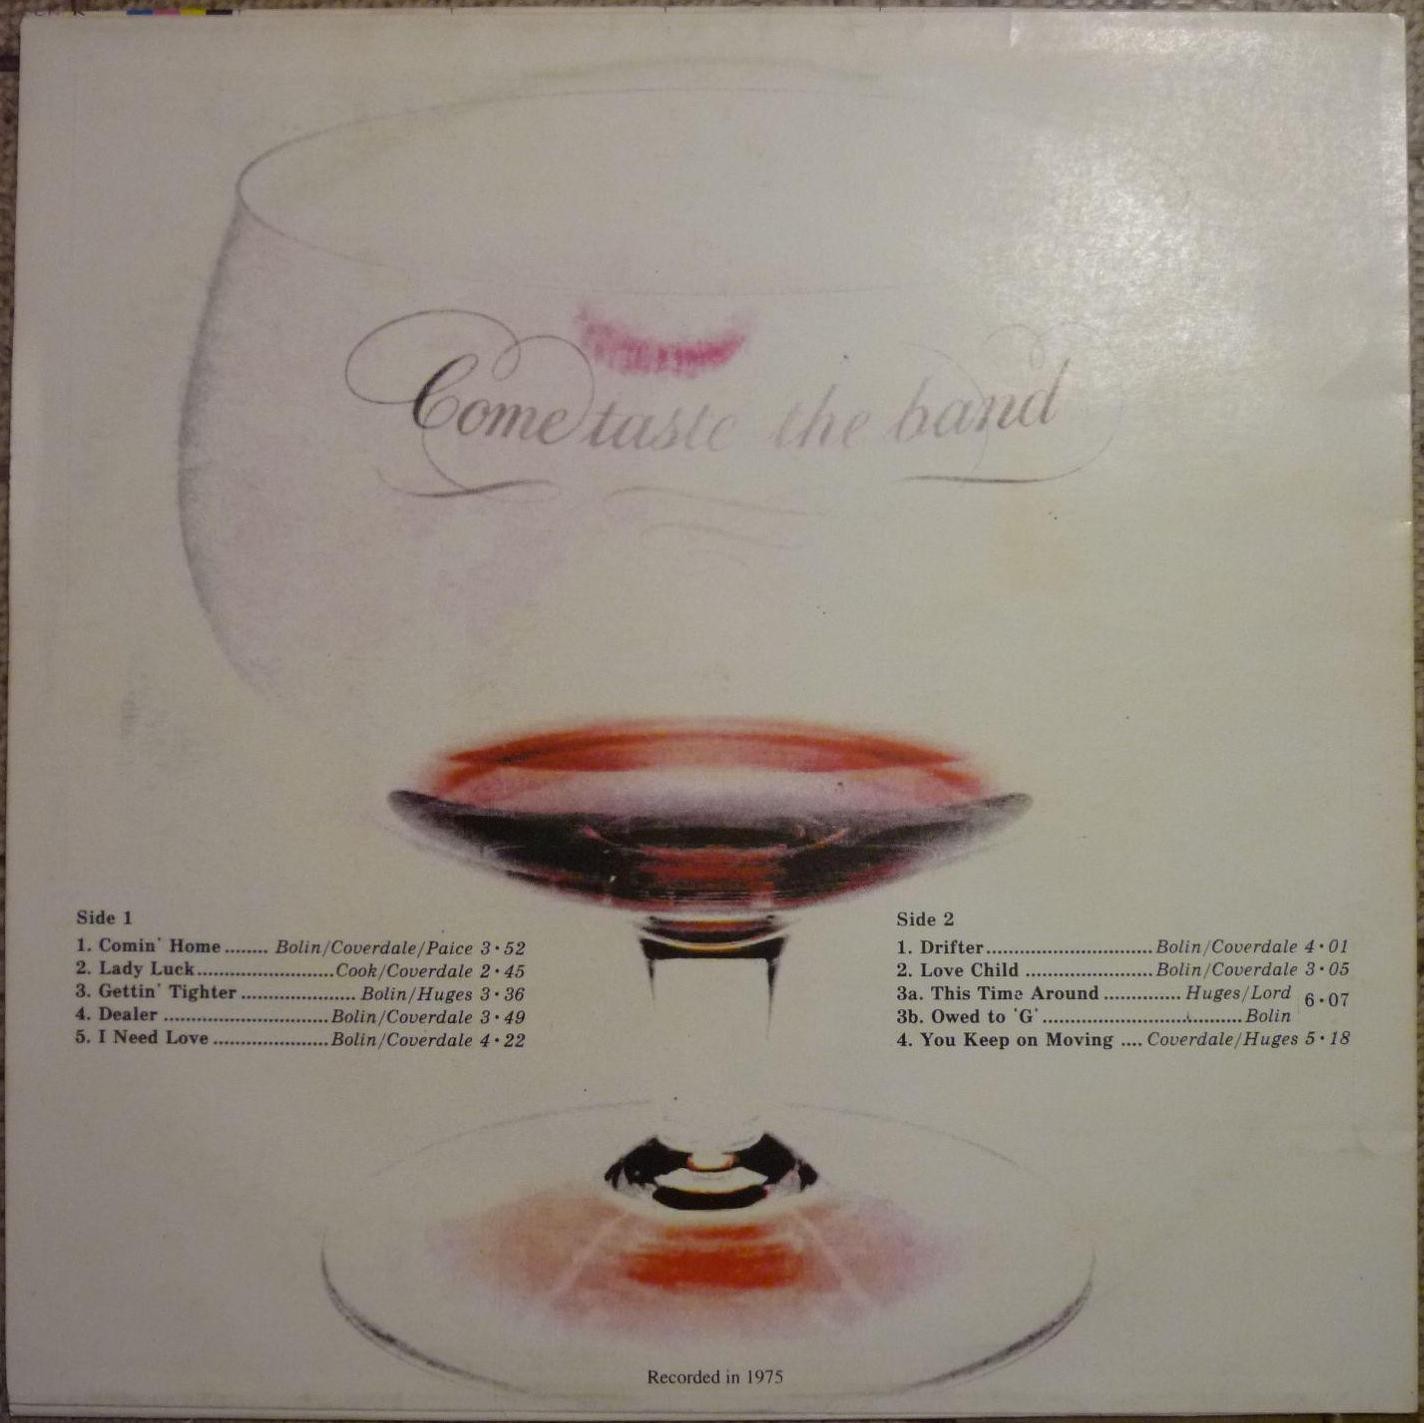 Come taste the band
Side 1
1. Comin' Home ........ Bolin/Coverdale/Paice 3·52
2. Lady Luck ........................ Cook/Coverdale 2·45
3. Gettin' Tighter ...................... Bolin/Huges 3·36
4. Dealer ............................. Bolin/Coverdale 3·49
5. I Need Love .................... Bolin/Coverdale 4·22
Side 2
1. Drifter ............................. Bolin/Coverdale 4·01
2. Love Child ...................... Bolin/Coverdale 3·05
3a. This Time Around .............. Huges/Lord 6·07
3b. Owed to 'G' ................................... Bolin
4. You Keep on Moving .... Coverdale/Huges 5·18
Recorded in 1975